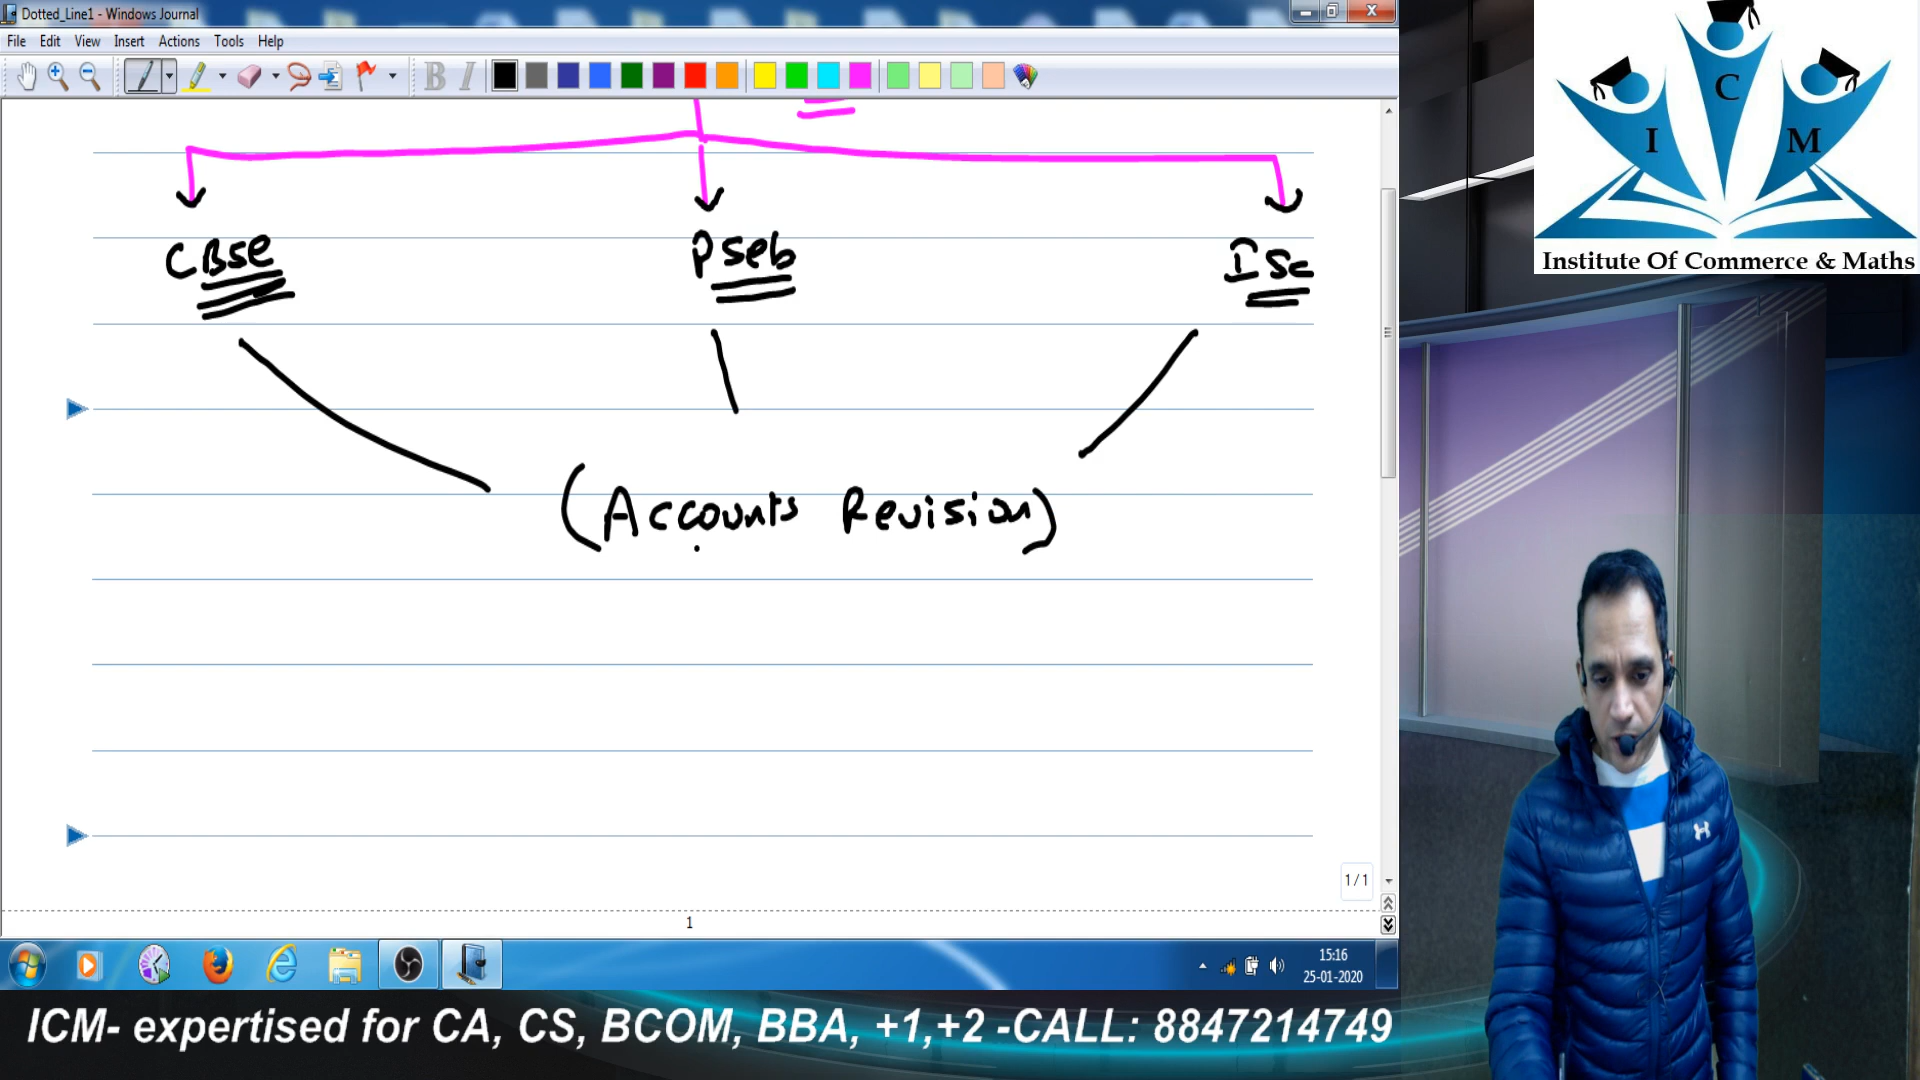 Dotted_Line1 - Windows Journal
File Edit View Insert Actions Tools Help
B I
CBSE
PSeb
ISc
(Accounts Revision)
1/1
1
15:16
25-01-2020
I C M
Institute Of Commerce & Maths
ICM- expertised for CA, CS, BCOM, BBA, +1,+2 -CALL: 8847214749